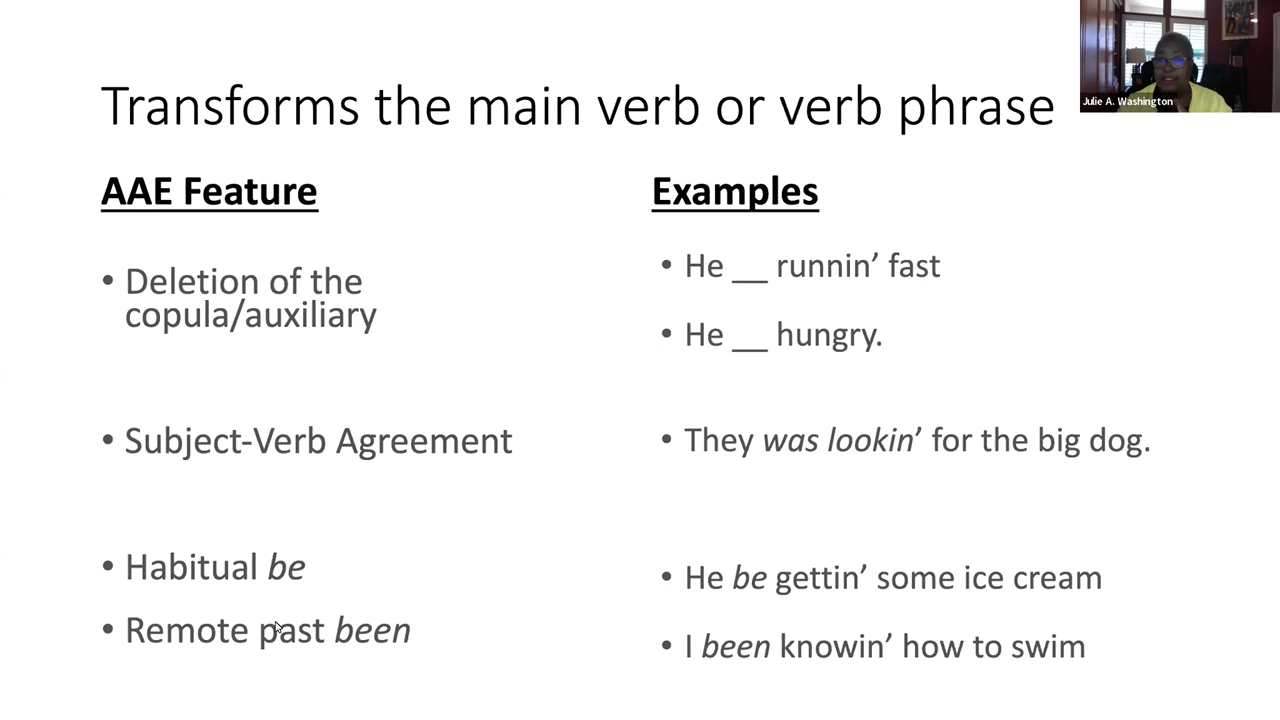 Transforms the main verb or verb phrase
Julie A. Washington
AAE Feature
• Deletion of the
copula/auxiliary
• Subject-Verb Agreement
• Habitual be
• Remote past been
Examples
• He __ runnin’ fast
• He __ hungry.
• They was lookin’ for the big dog.
• He be gettin’ some ice cream
• I been knowin’ how to swim